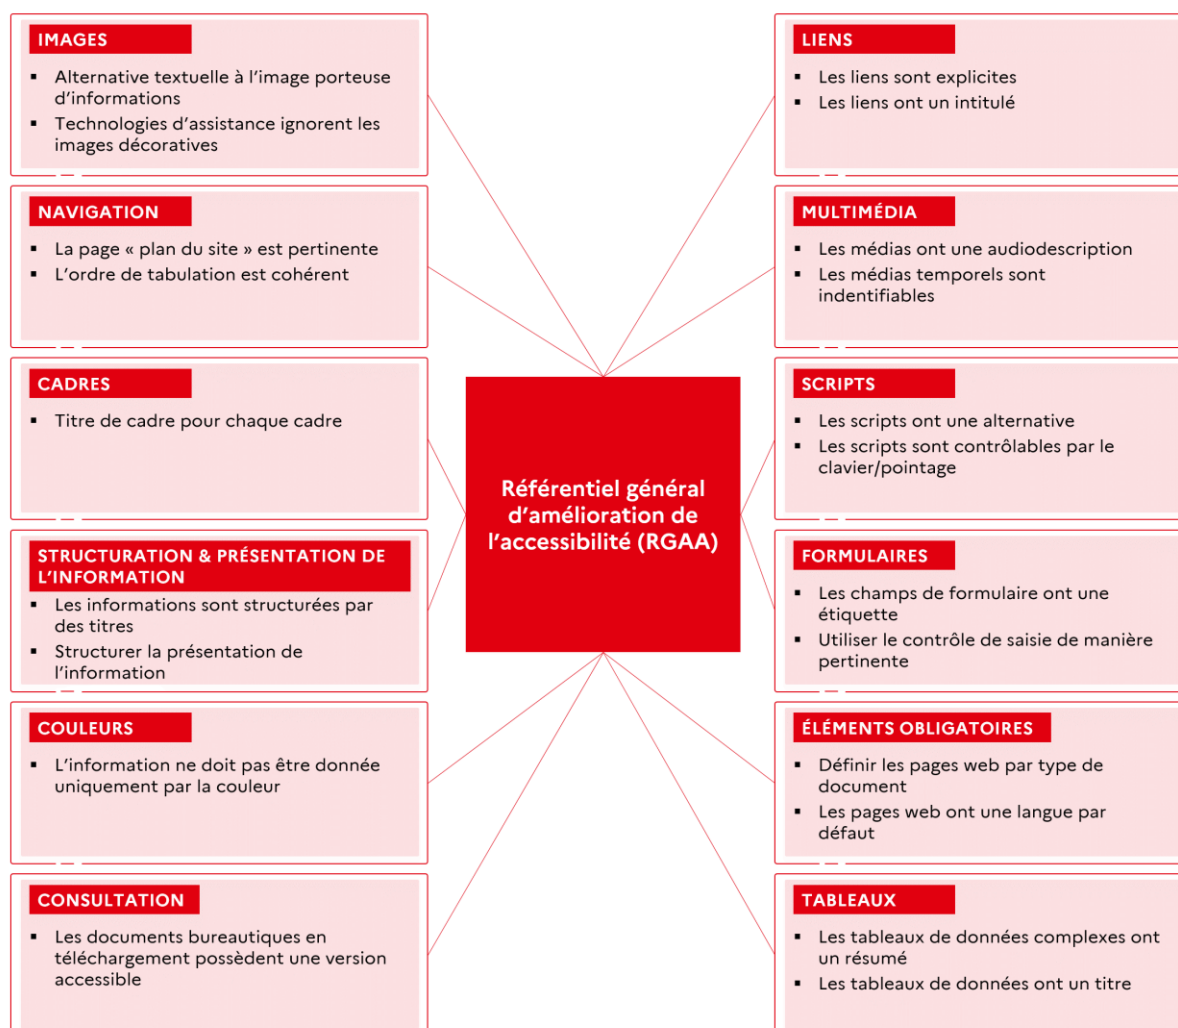 IMAGES
▪ Alternative textuelle à l'image porteuse
d'informations
▪ Technologies d'assistance ignorent les
images décoratives
NAVIGATION
▪ La page « plan du site » est pertinente
▪ L'ordre de tabulation est cohérent
CADRES
▪ Titre de cadre pour chaque cadre
STRUCTURATION & PRÉSENTATION DE
L'INFORMATION
▪ Les informations sont structurées par
des titres
▪ Structurer la présentation de
l'information
COULEURS
▪ L'information ne doit pas être donnée
uniquement par la couleur
CONSULTATION
▪ Les documents bureautiques en
téléchargement possèdent une version
accessible
Référentiel général
d'amélioration de
l'accessibilité (RGAA)
LIENS
▪ Les liens sont explicites
▪ Les liens ont un intitulé
MULTIMÉDIA
▪ Les médias ont une audiodescription
▪ Les médias temporels sont
indentifiables
SCRIPTS
▪ Les scripts ont une alternative
▪ Les scripts sont contrôlables par le
clavier/pointage
FORMULAIRES
▪ Les champs de formulaire ont une
étiquette
▪ Utiliser le contrôle de saisie de manière
pertinente
ÉLÉMENTS OBLIGATOIRES
▪ Définir les pages web par type de
document
▪ Les pages web ont une langue par
défaut
TABLEAUX
▪ Les tableaux de données complexes ont
un résumé
▪ Les tableaux de données ont un titre